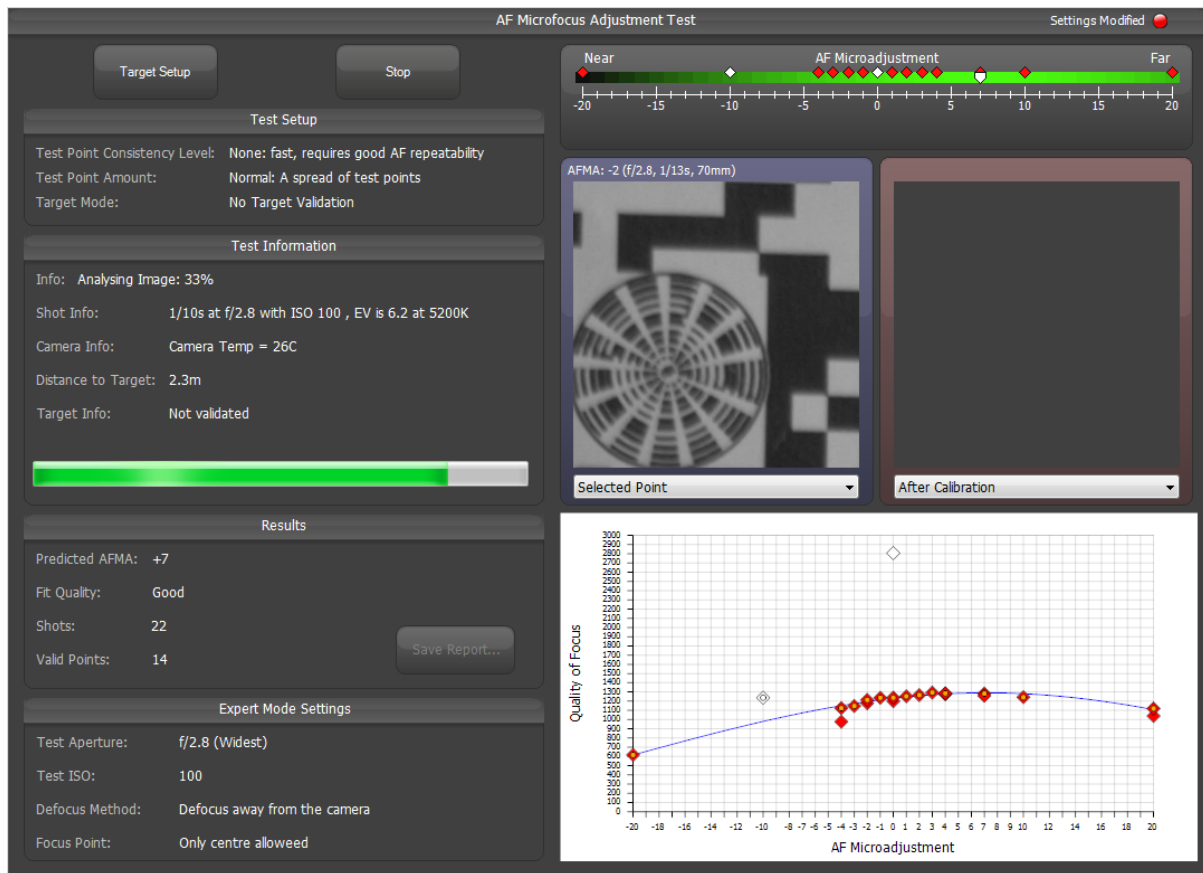 AF Microfocus Adjustment Test
Settings Modified
Target Setup
Stop
Test Setup
Test Point Consistency Level: None: fast, requires good AF repeatability
Test Point Amount: Normal: A spread of test points
Target Mode: No Target Validation
Test Information
Info: Analysing Image: 33%
Shot Info: 1/10s at f/2.8 with ISO 100 , EV is 6.2 at 5200K
Camera Info: Camera Temp = 26C
Distance to Target: 2.3m
Target Info: Not validated
Results
Predicted AFMA: +7
Fit Quality: Good
Shots: 22
Valid Points: 14
Save Report...
Expert Mode Settings
Test Aperture: f/2.8 (Widest)
Test ISO: 100
Defocus Method: Defocus away from the camera
Focus Point: Only centre alloweed
Near AF Microadjustment Far
-20 -15 -10 -5 0 5 10 15 20
AFMA: -2 (f/2.8, 1/13s, 70mm)
Selected Point
After Calibration
Quality of Focus
3000
2900
2800
2700
2600
2500
2400
2300
2200
2100
2000
1900
1800
1700
1600
1500
1400
1300
1200
1100
1000
900
800
700
600
500
400
300
200
100
0
-20 -18 -16 -14 -12 -10 -8 -7 -6 -5 -4 -3 -2 -1 0 1 2 3 4 5 6 7 8 9 10 12 14 16 18 20
AF Microadjustment